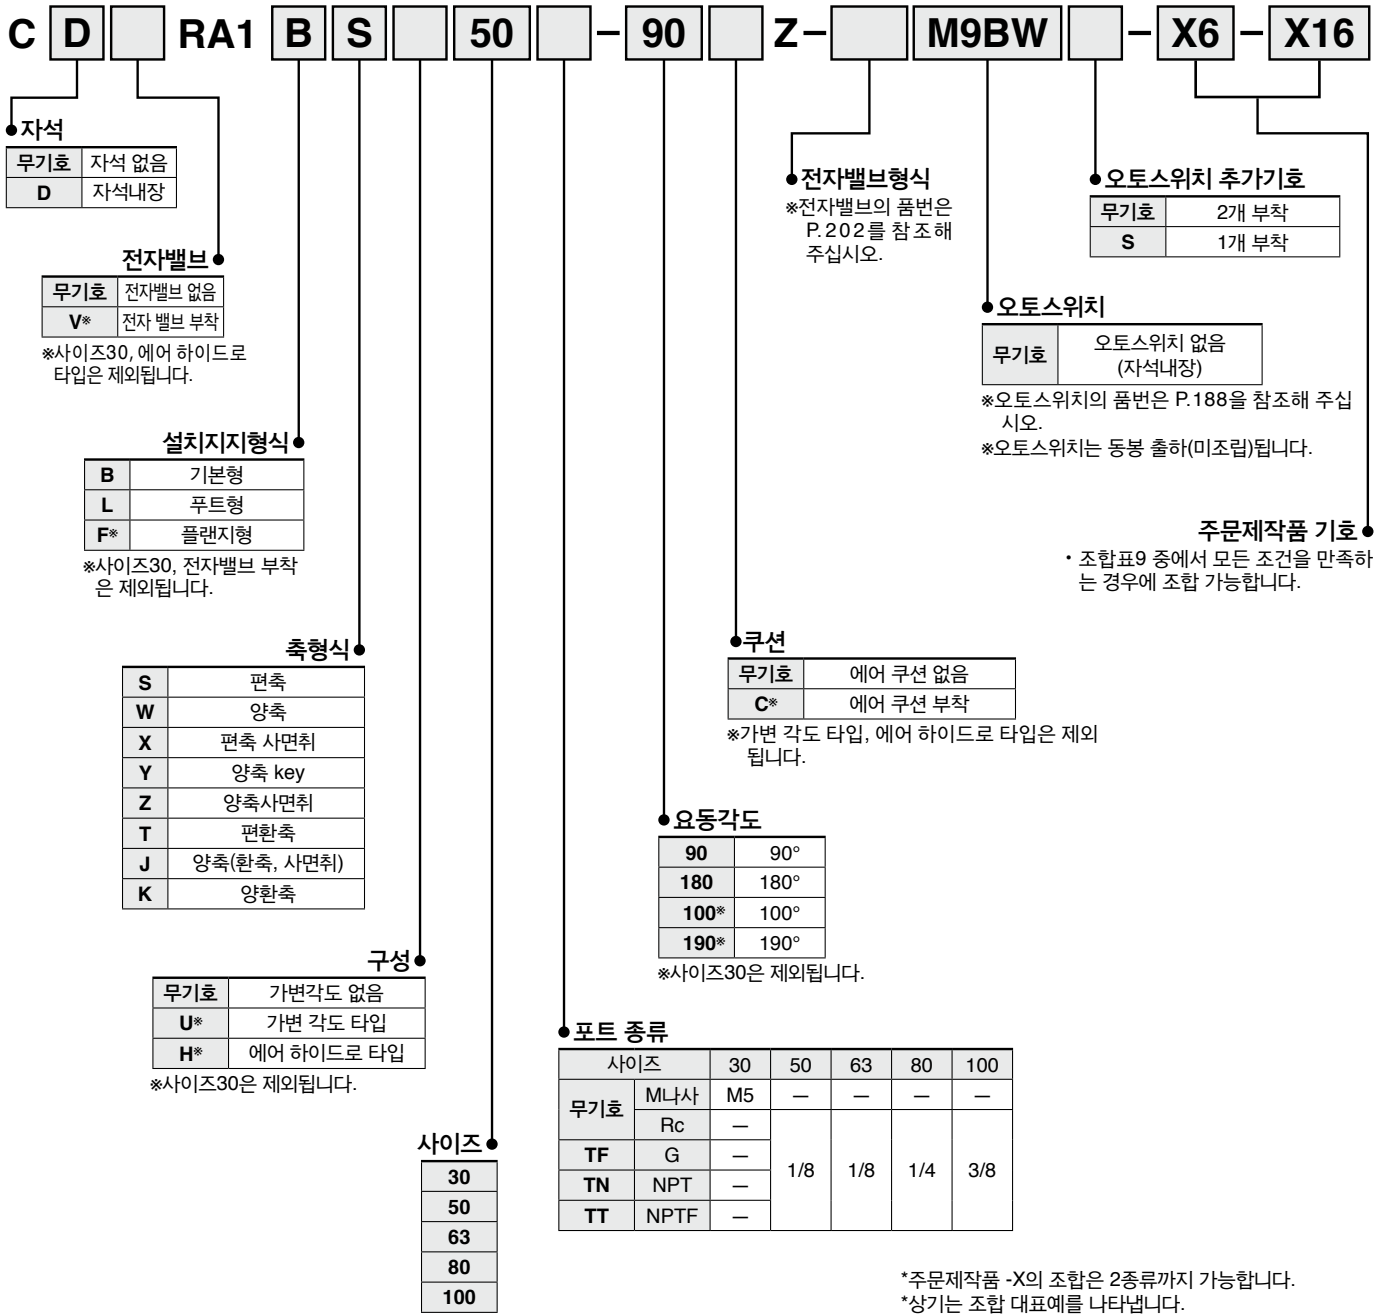 C D RA1 B S 50 - 90 Z- M9BW - X6 - X16
자석
무기호 자석 없음
D 자석내장
전자밸브
무기호 전자밸브 없음
V※ 전자 밸브 부착
※사이즈30, 에어 하이드로
타입은 제외됩니다.
설치지지형식
B 기본형
L 푸트형
F※ 플랜지형
※사이즈30, 전자밸브 부착
은 제외됩니다.
축형식
S 편축
W 양축
X 편축 사면취
Y 양축 key
Z 양축사면취
T 편환축
J 양축(환축, 사면취)
K 양환축
구성
무기호 가변각도 없음
U※ 가변 각도 타입
H※ 에어 하이드로 타입
※사이즈30은 제외됩니다.
사이즈
30
50
63
80
100
포트 종류
사이즈 30 50 63 80 100
무기호 M나사 M5 — — — —
Rc —
TF G — 1/8 1/8 1/4 3/8
TN NPT —
TT NPTF —
요동각도
90 90°
180 180°
100※ 100°
190※ 190°
※사이즈30은 제외됩니다.
쿠션
무기호 에어 쿠션 없음
C※ 에어 쿠션 부착
※가변 각도 타입, 에어 하이드로 타입은 제외
됩니다.
전자밸브형식
※전자밸브의 품번은
P.202를 참조해
주십시오.
오토스위치
무기호 오토스위치 없음
(자석내장)
※오토스위치의 품번은 P.188을 참조해 주십
시오.
※오토스위치는 동봉 출하(미조립)됩니다.
오토스위치 추가기호
무기호 2개 부착
S 1개 부착
주문제작품 기호
・조합표9 중에서 모든 조건을 만족하
는 경우에 조합 가능합니다.
*주문제작품 -X의 조합은 2종류까지 가능합니다.
*상기는 조합 대표예를 나타냅니다.